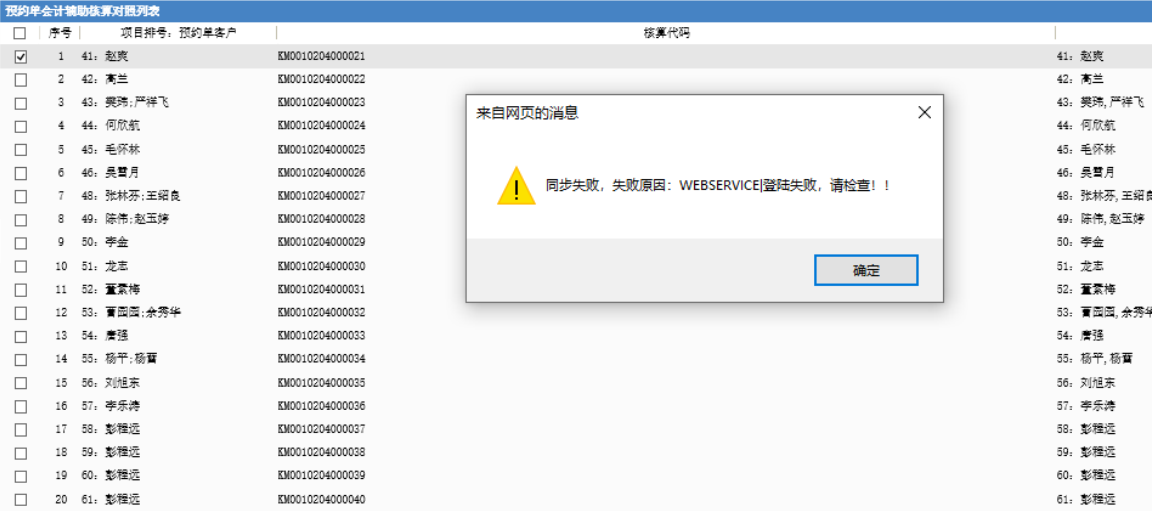 预约单会计辅助核算对照列表
序号 项目排号: 预约单客户 核算代码
1 41: 赵爽 KM0010204000021 41: 赵爽
2 42: 高兰 KM0010204000022 42: 高兰
3 43: 樊玮;严祥飞 KM0010204000023 43: 樊玮,严祥飞
4 44: 何欣航 KM0010204000024 44: 何欣航
5 45: 毛怀林 KM0010204000025 45: 毛怀林
6 46: 吴雪月 KM0010204000026 46: 吴雪月
7 48: 张林芬;王绍良 KM0010204000027 48: 张林芬,王绍良
8 49: 陈伟;赵玉婷 KM0010204000028 49: 陈伟,赵玉婷
9 50: 李金 KM0010204000029 50: 李金
10 51: 龙志 KM0010204000030 51: 龙志
11 52: 董素梅 KM0010204000031 52: 董素梅
12 53: 曹园园;余秀华 KM0010204000032 53: 曹园园,余秀华
13 54: 唐强 KM0010204000033 54: 唐强
14 55: 杨平;杨蕾 KM0010204000034 55: 杨平,杨蕾
15 56: 刘旭东 KM0010204000035 56: 刘旭东
16 57: 李乐涛 KM0010204000036 57: 李乐涛
17 58: 彭程远 KM0010204000037 58: 彭程远
18 59: 彭程远 KM0010204000038 59: 彭程远
19 60: 彭程远 KM0010204000039 60: 彭程远
20 61: 彭程远 KM0010204000040 61: 彭程远
来自网页的消息
同步失败，失败原因：WEBSERVICE|登陆失败，请检查！！
确定